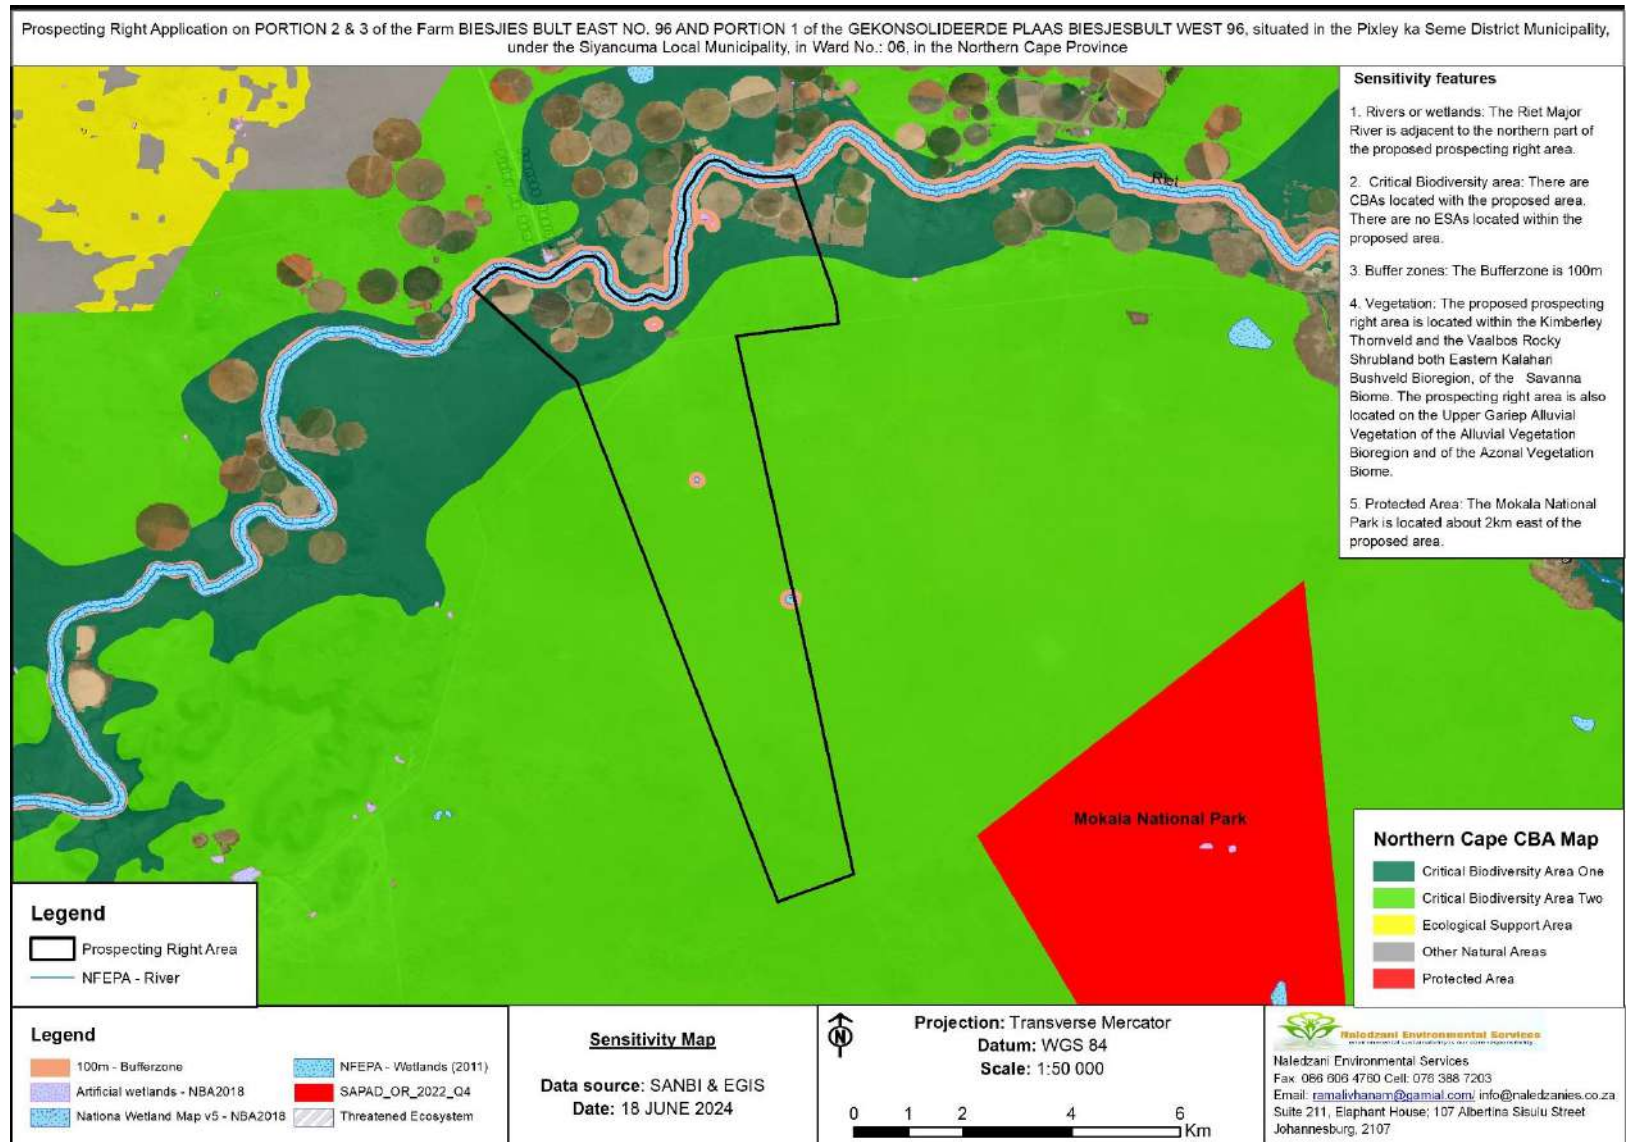 Prospecting Right Application on PORTION 2 & 3 of the Farm BIESJIES BULT EAST NO. 96 AND PORTION 1 of the GEKONSOLIDEERDE PLAAS BIESJESBULT WEST 96, situated in the Pixley ka Seme District Municipality,
under the Siyancuma Local Municipality, in Ward No.: 06, in the Northern Cape Province
Sensitivity features
1. Rivers or wetlands: The Riet Major
River is adjacent to the northern part of
the proposed prospecting right area.
2. Critical Biodiversity area: There are
CBAs located with the proposed area.
There are no ESAs located within the
proposed area.
3. Buffer zones: The Bufferzone is 100m
4. Vegetation: The proposed prospecting
right area is located within the Kimberley
Thornveld and the Vaalbos Rocky
Shrubland both Eastern Kalahari
Bushveld Bioregion, of the Savanna
Biome. The prospecting right area is also
located on the Upper Gariep Alluvial
Vegetation of the Alluvial Vegetation
Bioregion and of the Azonal Vegetation
Biome.
5. Protected Area: The Mokala National
Park is located about 2km east of the
proposed area.
Riet
Mokala National Park
Northern Cape CBA Map
Critical Biodiversity Area One
Critical Biodiversity Area Two
Ecological Support Area
Other Natural Areas
Protected Area
Legend
Prospecting Right Area
NFEPA - River
Legend
100m - Bufferzone
Artificial wetlands - NBA2018
Nationa Wetland Map v5 - NBA2018
NFEPA - Wetlands (2011)
SAPAD_OR_2022_Q4
Threatened Ecosystem
Sensitivity Map
Data source: SANBI & EGIS
Date: 18 JUNE 2024
N
Projection: Transverse Mercator
Datum: WGS 84
Scale: 1:50 000
0 1 2 4 6
Km
Naledzani Environmental Services
environmental sustainability is our core responsibility
Naledzani Environmental Services
Fax: 086 606 4760 Cell: 076 388 7203
Email: ramalivhanam@gamial.com/ info@naledzanies.co.za
Suite 211, Elaphant House; 107 Albertina Sisulu Street
Johannesburg, 2107